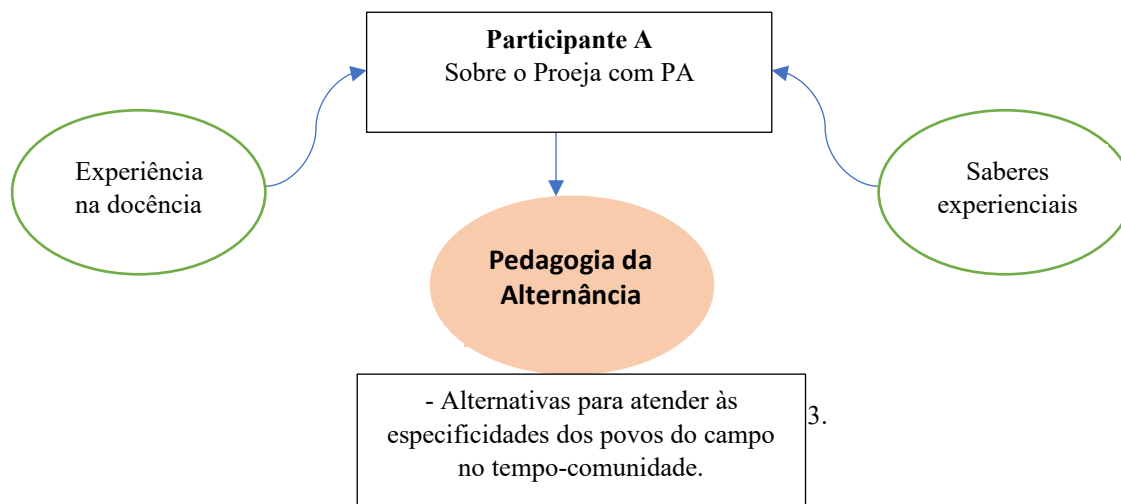 Participante A
Sobre o Proeja com PA
Experiência
na docência
Saberes
experienciais
Pedagogia da
Alternância
- Alternativas para atender às
especificidades dos povos do campo
no tempo-comunidade.
3.